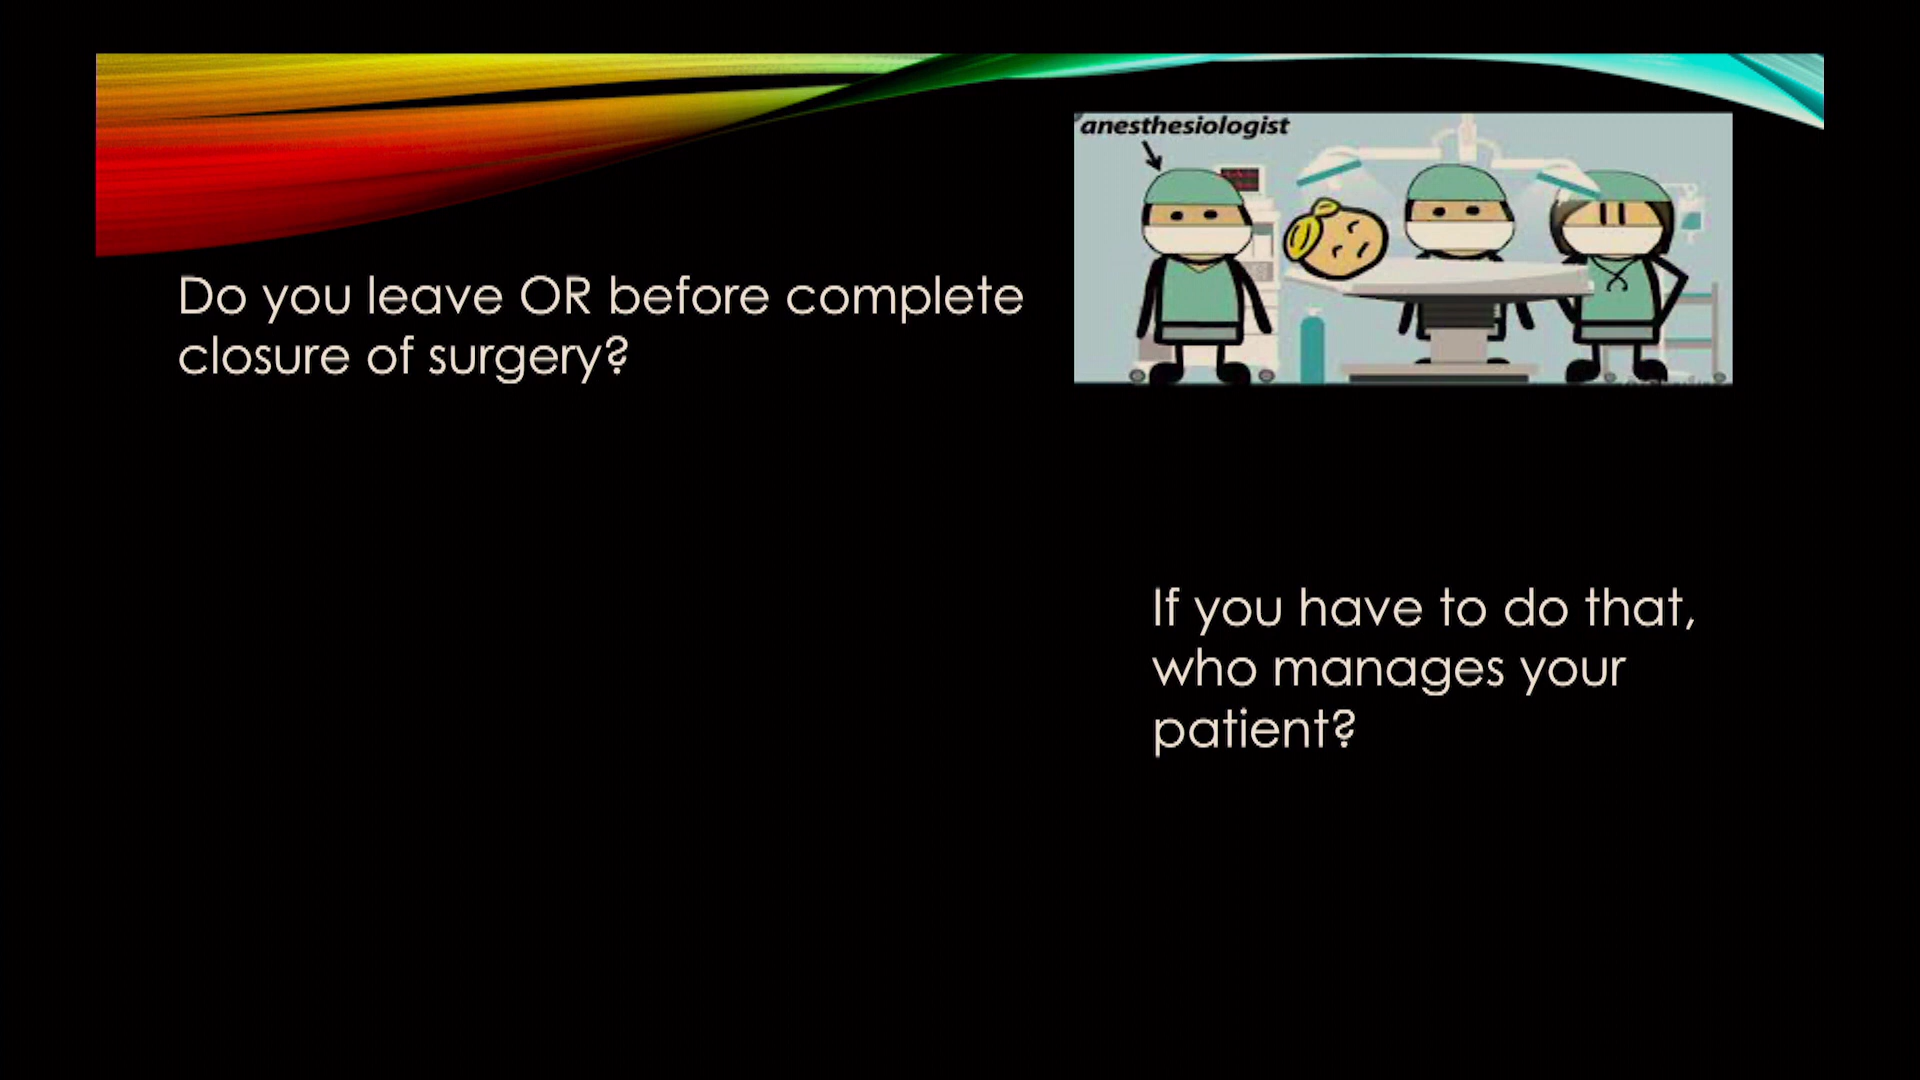 anesthesiologist
Do you leave OR before complete
closure of surgery?
If you have to do that,
who manages your
patient?